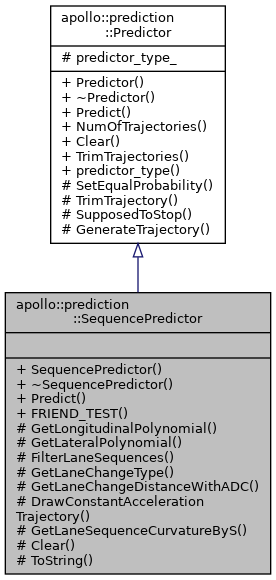 apollo::prediction
::Predictor
# predictor_type_
+ Predictor()
+ ~Predictor()
+ Predict()
+ NumOfTrajectories()
+ Clear()
+ TrimTrajectories()
+ predictor_type()
# SetEqualProbability()
# TrimTrajectory()
# SupposedToStop()
# GenerateTrajectory()
apollo::prediction
::SequencePredictor
+ SequencePredictor()
+ ~SequencePredictor()
+ Predict()
+ FRIEND_TEST()
# GetLongitudinalPolynomial()
# GetLateralPolynomial()
# FilterLaneSequences()
# GetLaneChangeType()
# GetLaneChangeDistanceWithADC()
# DrawConstantAcceleration
Trajectory()
# GetLaneSequenceCurvatureByS()
# Clear()
# ToString()